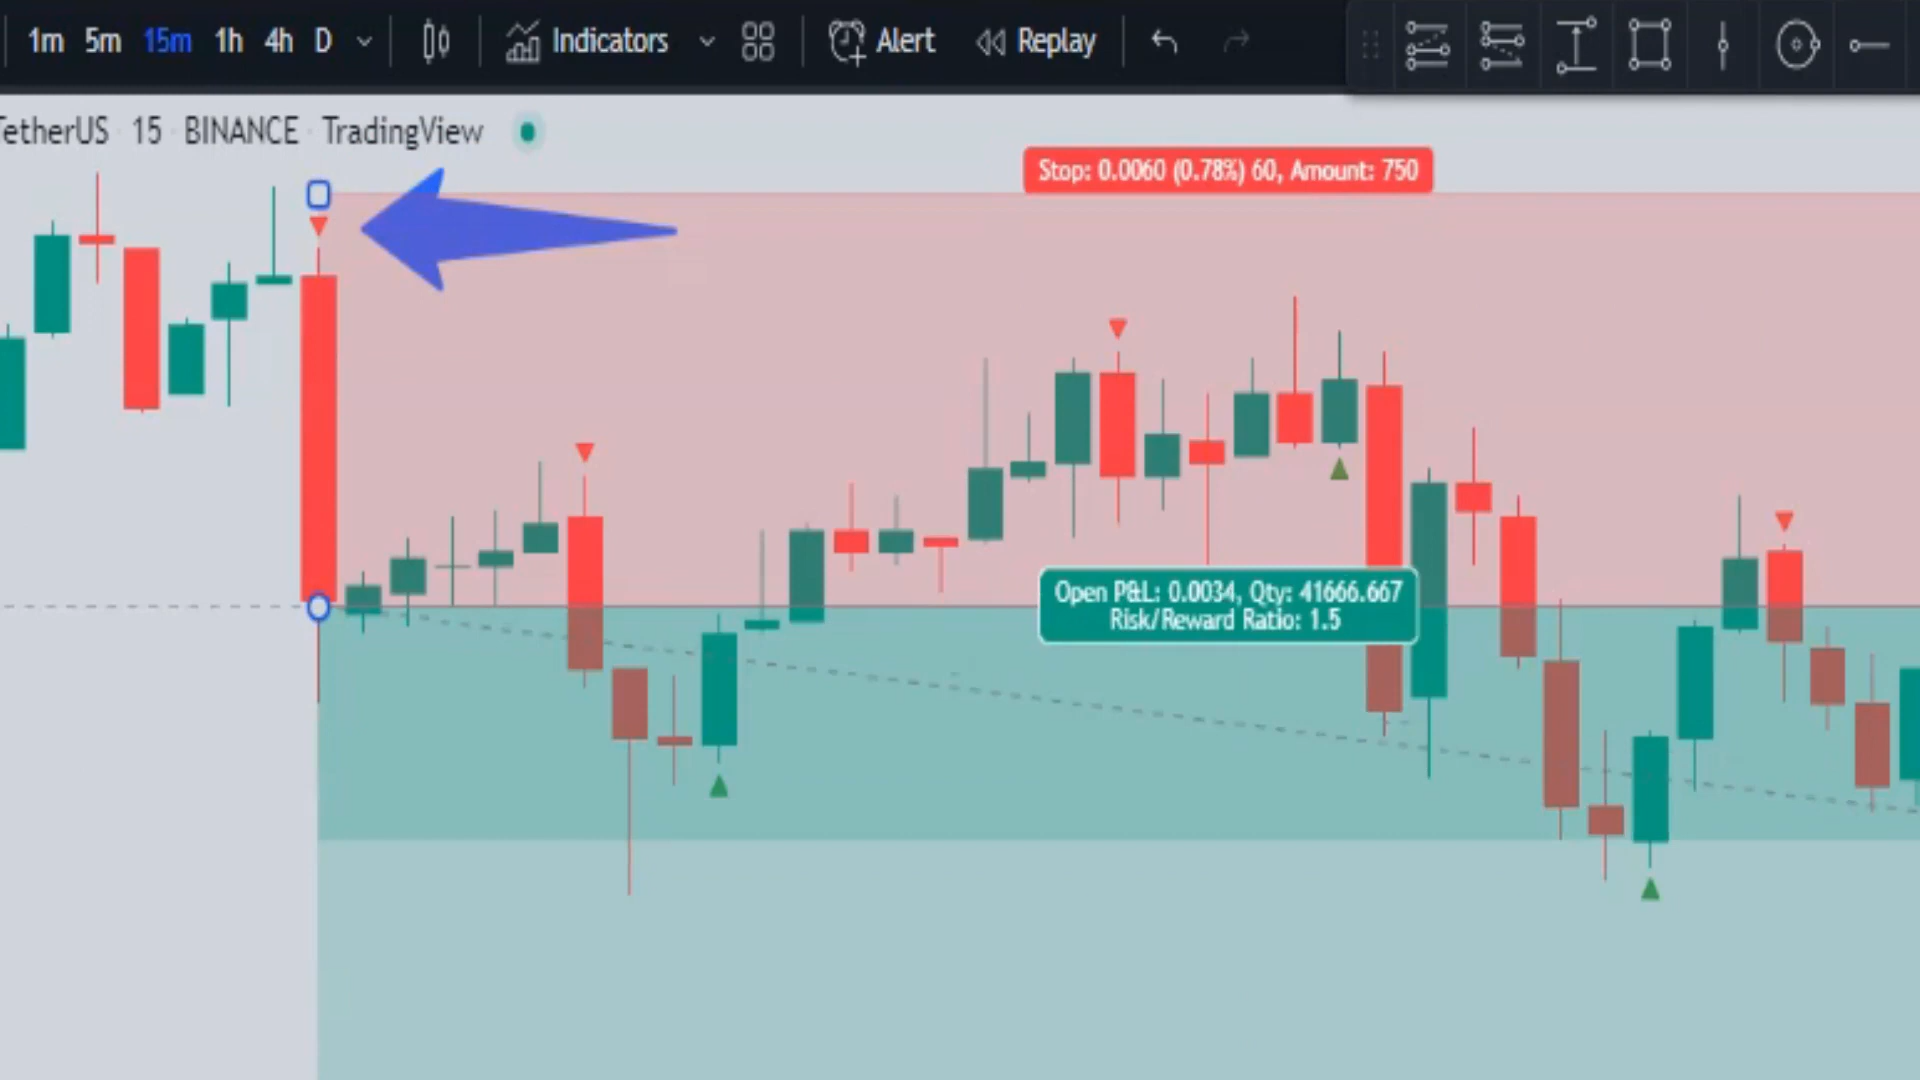 1m 5m 15m 1h 4h D Indicators Alert Replay
TetherUS 15 BINANCE TradingView
Stop: 0.0060 (0.78%) 60, Amount: 750
Open P&L: 0.0034, Qty: 41666.667
Risk/Reward Ratio: 1.5